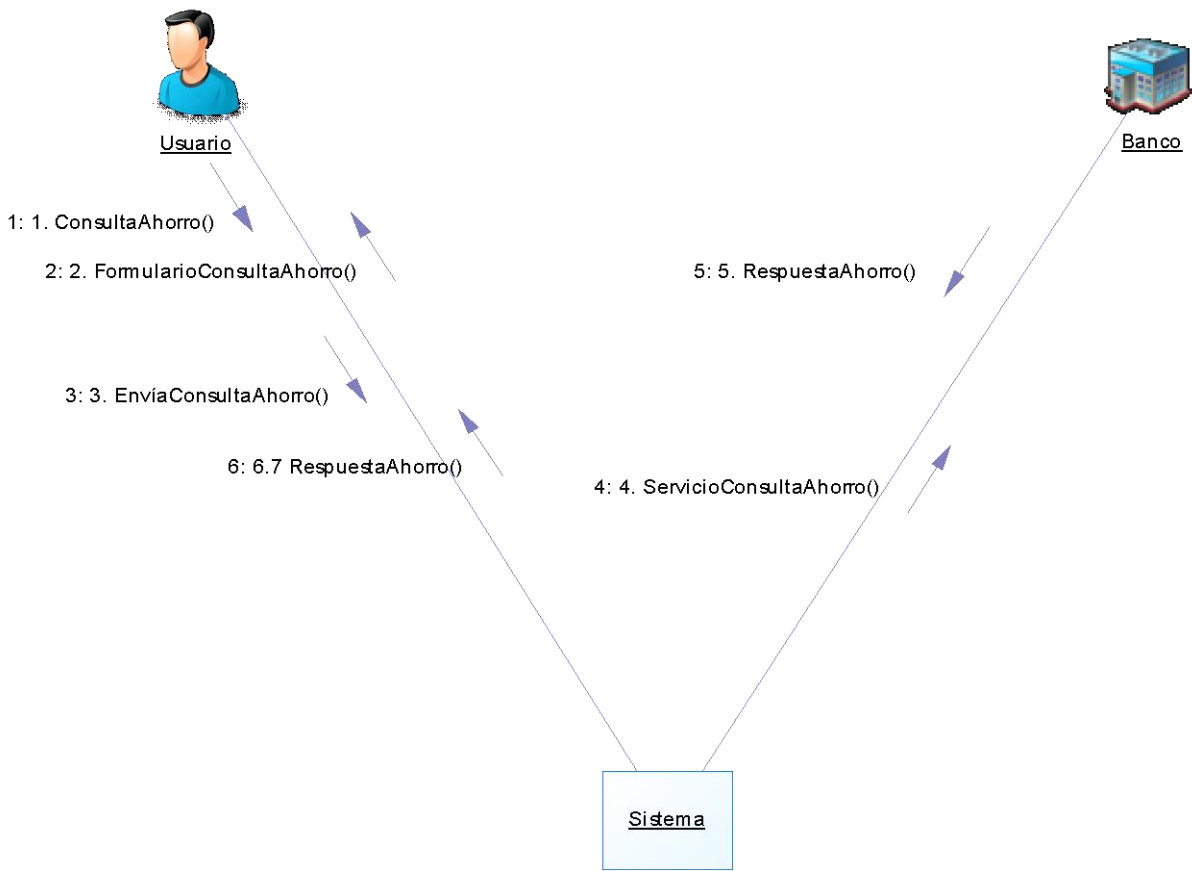 Usuario
Banco
1: 1. ConsultaAhorro()
2: 2. FormularioConsultaAhorro()
5: 5. RespuestaAhorro()
3: 3. EnvíaConsultaAhorro()
6: 6.7 RespuestaAhorro()
4: 4. ServicioConsultaAhorro()
Sistema